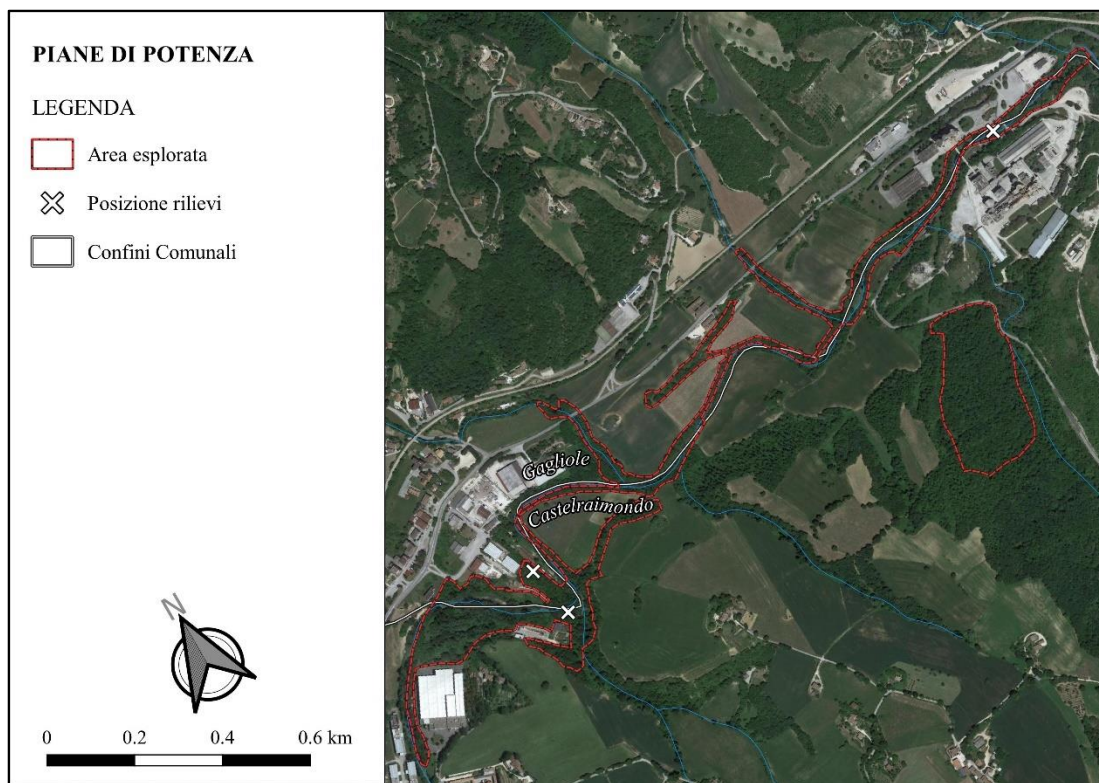 PIANE DI POTENZA
LEGENDA
Area esplorata
Posizione rilievi
Confini Comunali
Gagliole
Castelraimondo
N
0 0.2 0.4 0.6 km